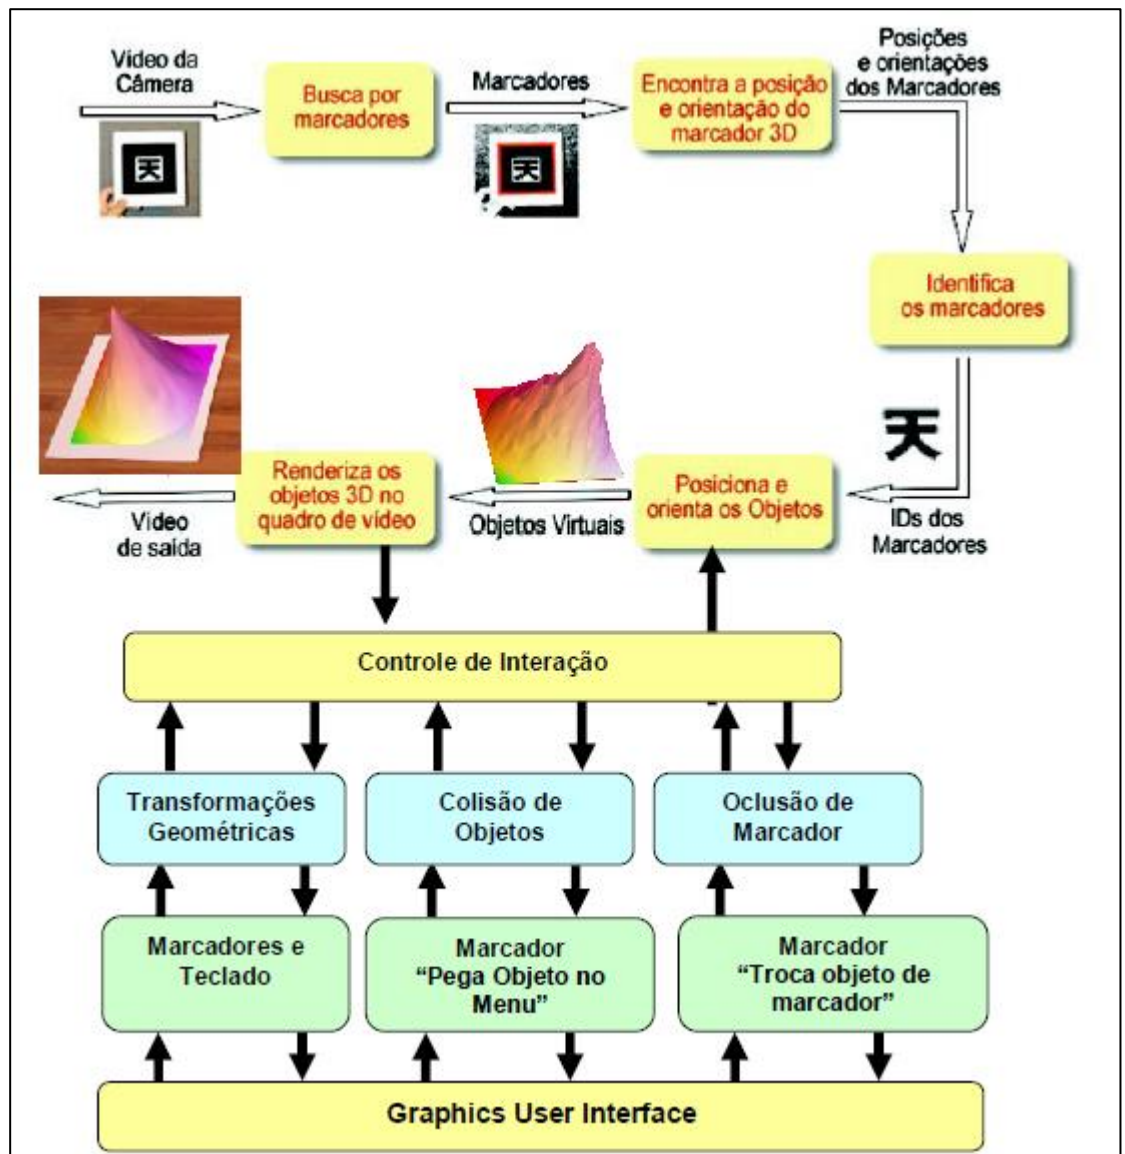 Vídeo da
Câmera
Busca por
marcadores
Marcadores
Encontra a posição
e orientação do
marcador 3D
Posições
e orientações
dos Marcadores
天
天
Identifica
os marcadores
天
IDs dos
Marcadores
Posiciona e
orienta os Objetos
Objetos Virtuais
Renderiza os
objetos 3D no
quadro de vídeo
Vídeo
de saída
Controle de Interação
Transformações
Geométricas
Colisão de
Objetos
Oclusão de
Marcador
Marcadores e
Teclado
Marcador
“Pega Objeto no
Menu”
Marcador
“Troca objeto de
marcador”
Graphics User Interface